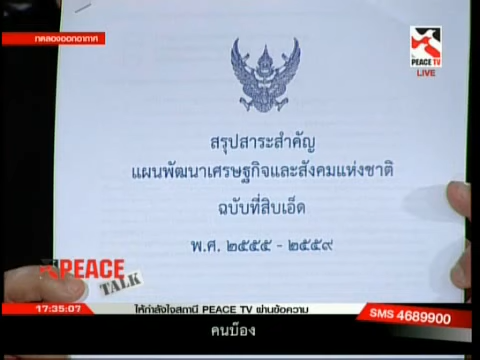 ทดลองออกอากาศ
PEACE TV
LIVE
สรุปสาระสำคัญ
แผนพัฒนาเศรษฐกิจและสังคมแห่งชาติ
ฉบับที่สิบเอ็ด
พ.ศ. ๒๕๕๕ - ๒๕๕๙
PEACE
TALK
17:35:07 ให้กำลังใจสถานี PEACE TV ผ่านข้อความ SMS 4689900
คนบ๊อง